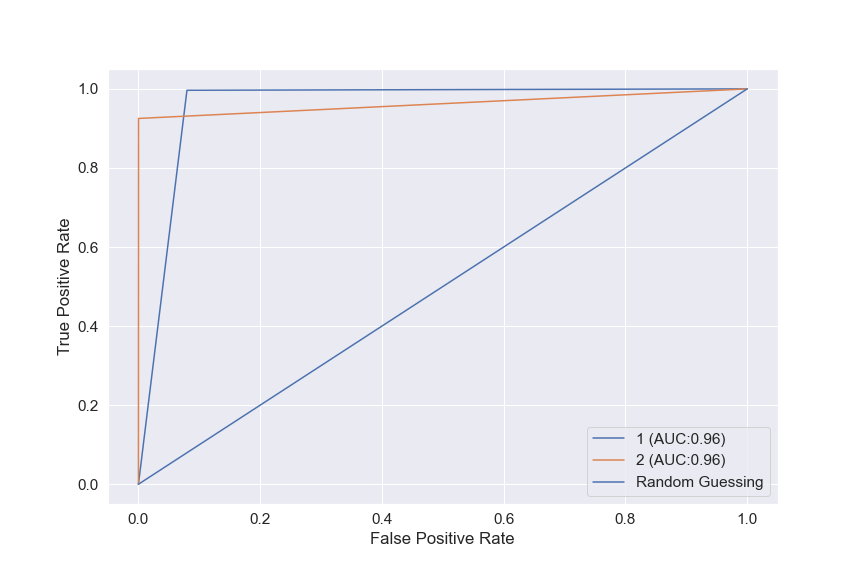 1.0
0.8
0.6
0.4
0.2
0.0
True Positive Rate
1 (AUC:0.96)
2 (AUC:0.96)
Random Guessing
0.0 0.2 0.4 0.6 0.8 1.0
False Positive Rate